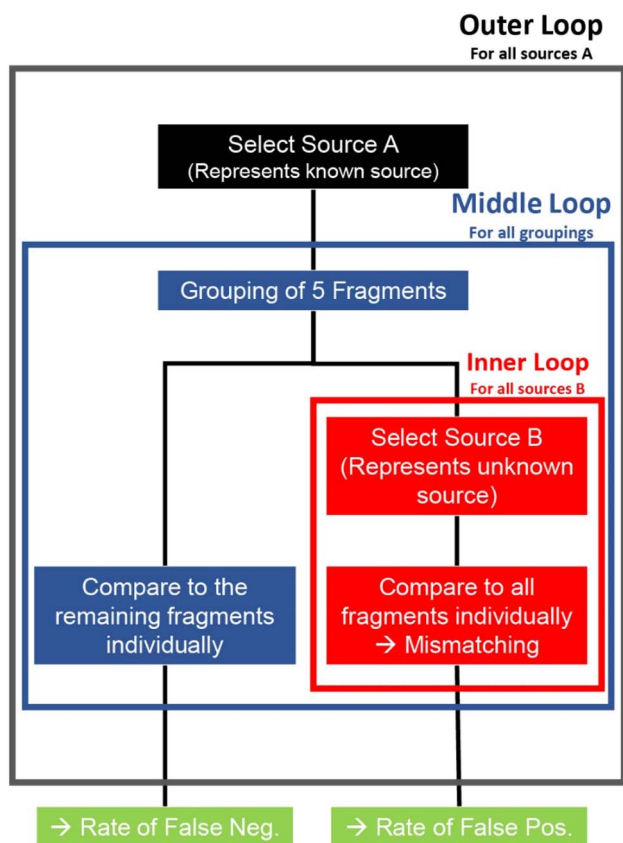 Outer Loop
For all sources A
Select Source A
(Represents known source)
Middle Loop
For all groupings
Grouping of 5 Fragments
Inner Loop
For all sources B
Select Source B
(Represents unknown
source)
Compare to the
remaining fragments
individually
Compare to all
fragments individually
→ Mismatching
→ Rate of False Neg.
→ Rate of False Pos.